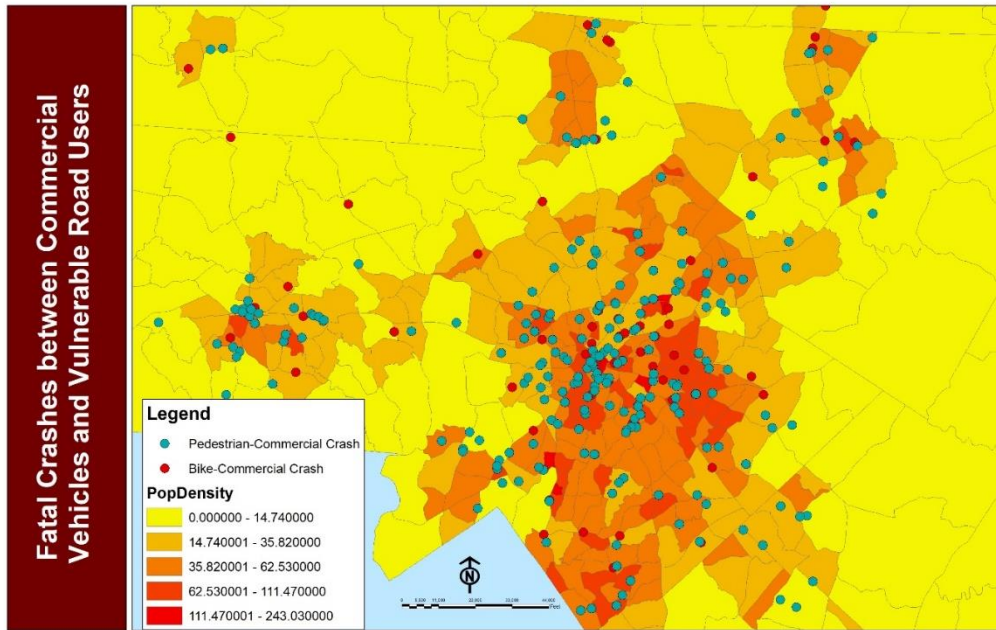 Fatal Crashes between Commercial
Vehicles and Vulnerable Road Users
Legend
Pedestrian-Commercial Crash
Bike-Commercial Crash
PopDensity
0.000000 - 14.740000
14.740001 - 35.820000
35.820001 - 62.530000
62.530001 - 111.470000
111.470001 - 243.030000
N
Feet